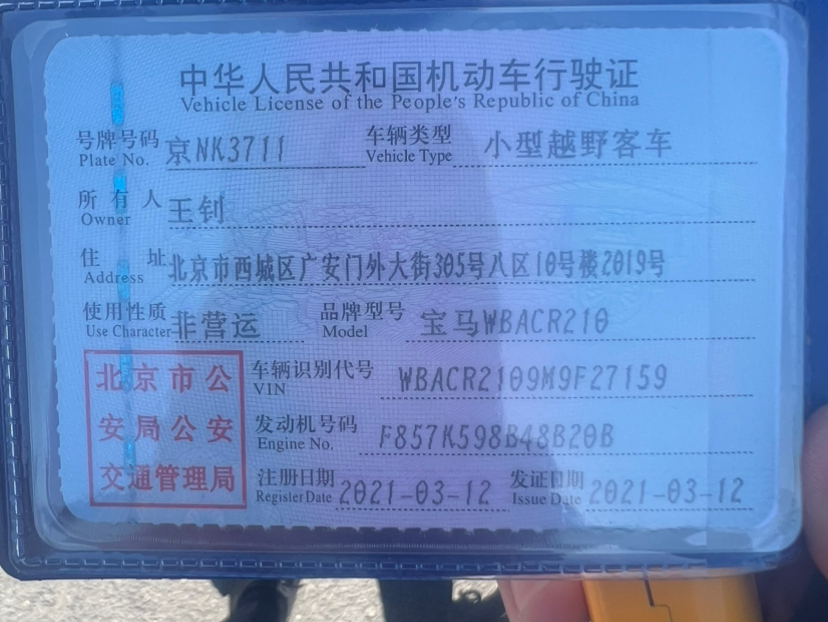 中华人民共和国机动车行驶证
Vehicle License of the People's Republic of China
号牌号码 京NK3711 车辆类型 小型越野客车
Plate No. Vehicle Type
所有人 王钊
Owner
住址 北京市西城区广安门外大街305号八区10号楼2019号
Address
使用性质 非营运 品牌型号 宝马WBACR210
Use Character Model
北京市公
安局公安
交通管理局
车辆识别代号 WBACR2109M9F27159
VIN
发动机号码 F857K598B48B20B
Engine No.
注册日期 2021-03-12 发证日期 2021-03-12
Register Date Issue Date